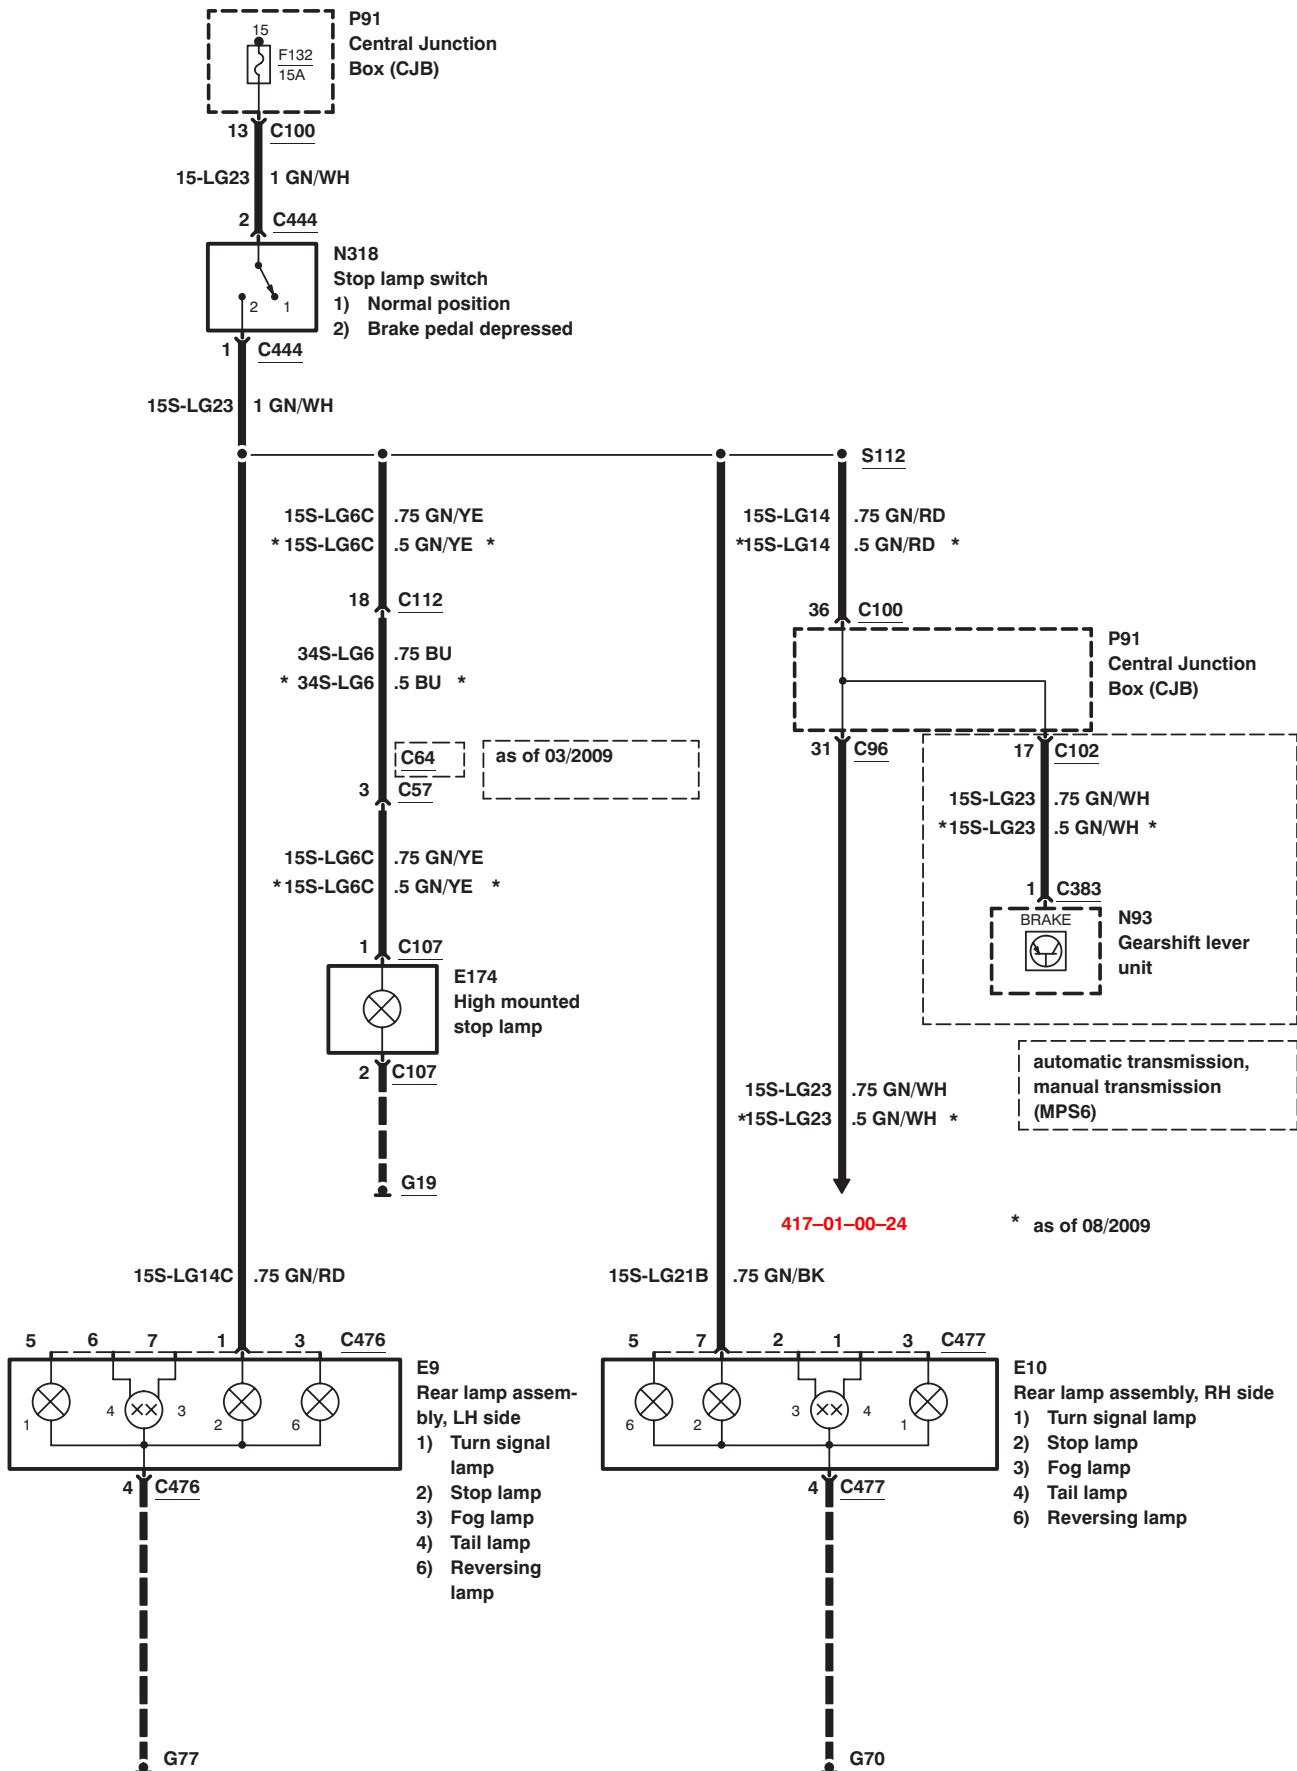 P91
Central Junction
Box (CJB)
15
F132
15A
13 C100
15-LG23 1 GN/WH
2 C444
N318
Stop lamp switch
1) Normal position
2) Brake pedal depressed
2 1
1 C444
15S-LG23 1 GN/WH
S112
15S-LG6C .75 GN/YE
* 15S-LG6C .5 GN/YE *
15S-LG14 .75 GN/RD
*15S-LG14 .5 GN/RD *
18 C112
36 C100
34S-LG6 .75 BU
* 34S-LG6 .5 BU *
P91
Central Junction
Box (CJB)
C64
as of 03/2009
3 C57
31 C96
17 C102
15S-LG23 .75 GN/WH
*15S-LG23 .5 GN/WH *
15S-LG6C .75 GN/YE
*15S-LG6C .5 GN/YE *
1 C383
BRAKE
N93
Gearshift lever
unit
1 C107
E174
High mounted
stop lamp
2 C107
automatic transmission,
manual transmission
(MPS6)
15S-LG23 .75 GN/WH
*15S-LG23 .5 GN/WH *
G19
417–01–00–24
* as of 08/2009
15S-LG14C .75 GN/RD
15S-LG21B .75 GN/BK
5 6 7 1 3 C476
5 7 2 1 3 C477
1 4 3 2 6
6 2 3 4 1
E9
Rear lamp assem-
bly, LH side
1) Turn signal
lamp
2) Stop lamp
3) Fog lamp
4) Tail lamp
6) Reversing
lamp
E10
Rear lamp assembly, RH side
1) Turn signal lamp
2) Stop lamp
3) Fog lamp
4) Tail lamp
6) Reversing lamp
4 C476
4 C477
G77
G70